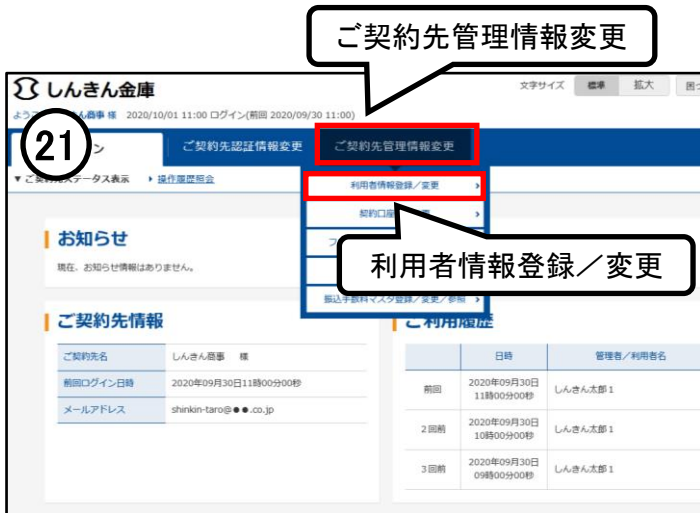 ご契約先管理情報変更
しんきん金庫
文字サイズ 標準 拡大
商事 様 2020/10/01 11:00 ログイン(前回 2020/09/30 11:00)
21
ン ご契約先認証情報変更 ご契約先管理情報変更
ステータス表示 操作履歴照会
利用者情報登録／変更
契約口座
利用者情報登録／変更
振込手数料マスタ登録／変更／参照
お知らせ
現在、お知らせ情報はありません。
ご契約先情報
ご契約先名 しんきん商事 様
前回ログイン日時 2020年09月30日11時00分00秒
メールアドレス shinkin-taro@●●.co.jp
ご利用履歴
日時 管理者／利用者名
前回 2020年09月30日
11時00分00秒 しんきん太郎１
２回前 2020年09月30日
10時00分00秒 しんきん太郎１
３回前 2020年09月30日
09時00分00秒 しんきん太郎１